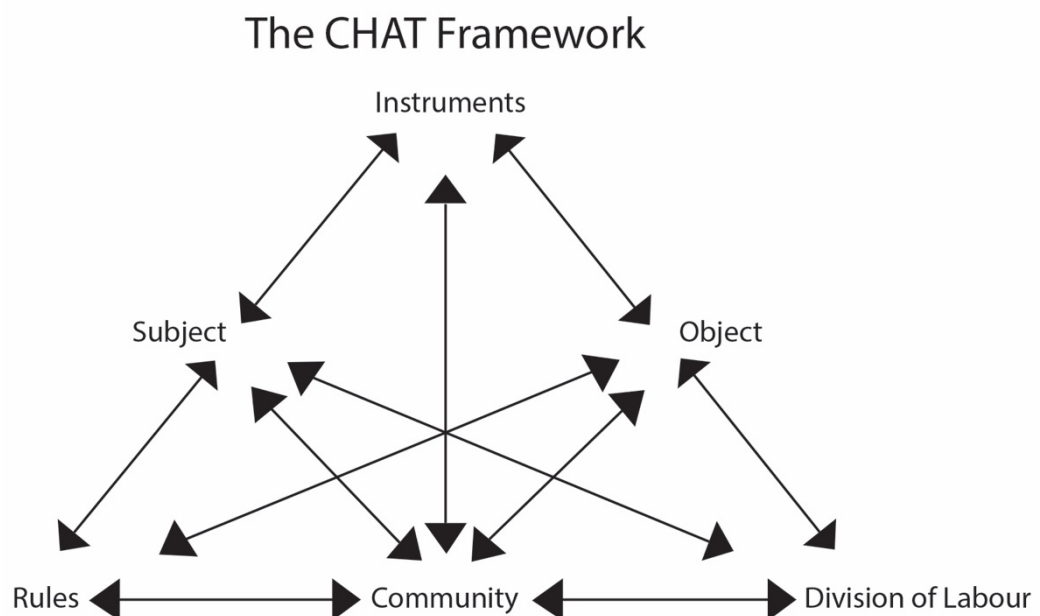 The CHAT Framework
Instruments
Subject
Object
Rules
Community
Division of Labour